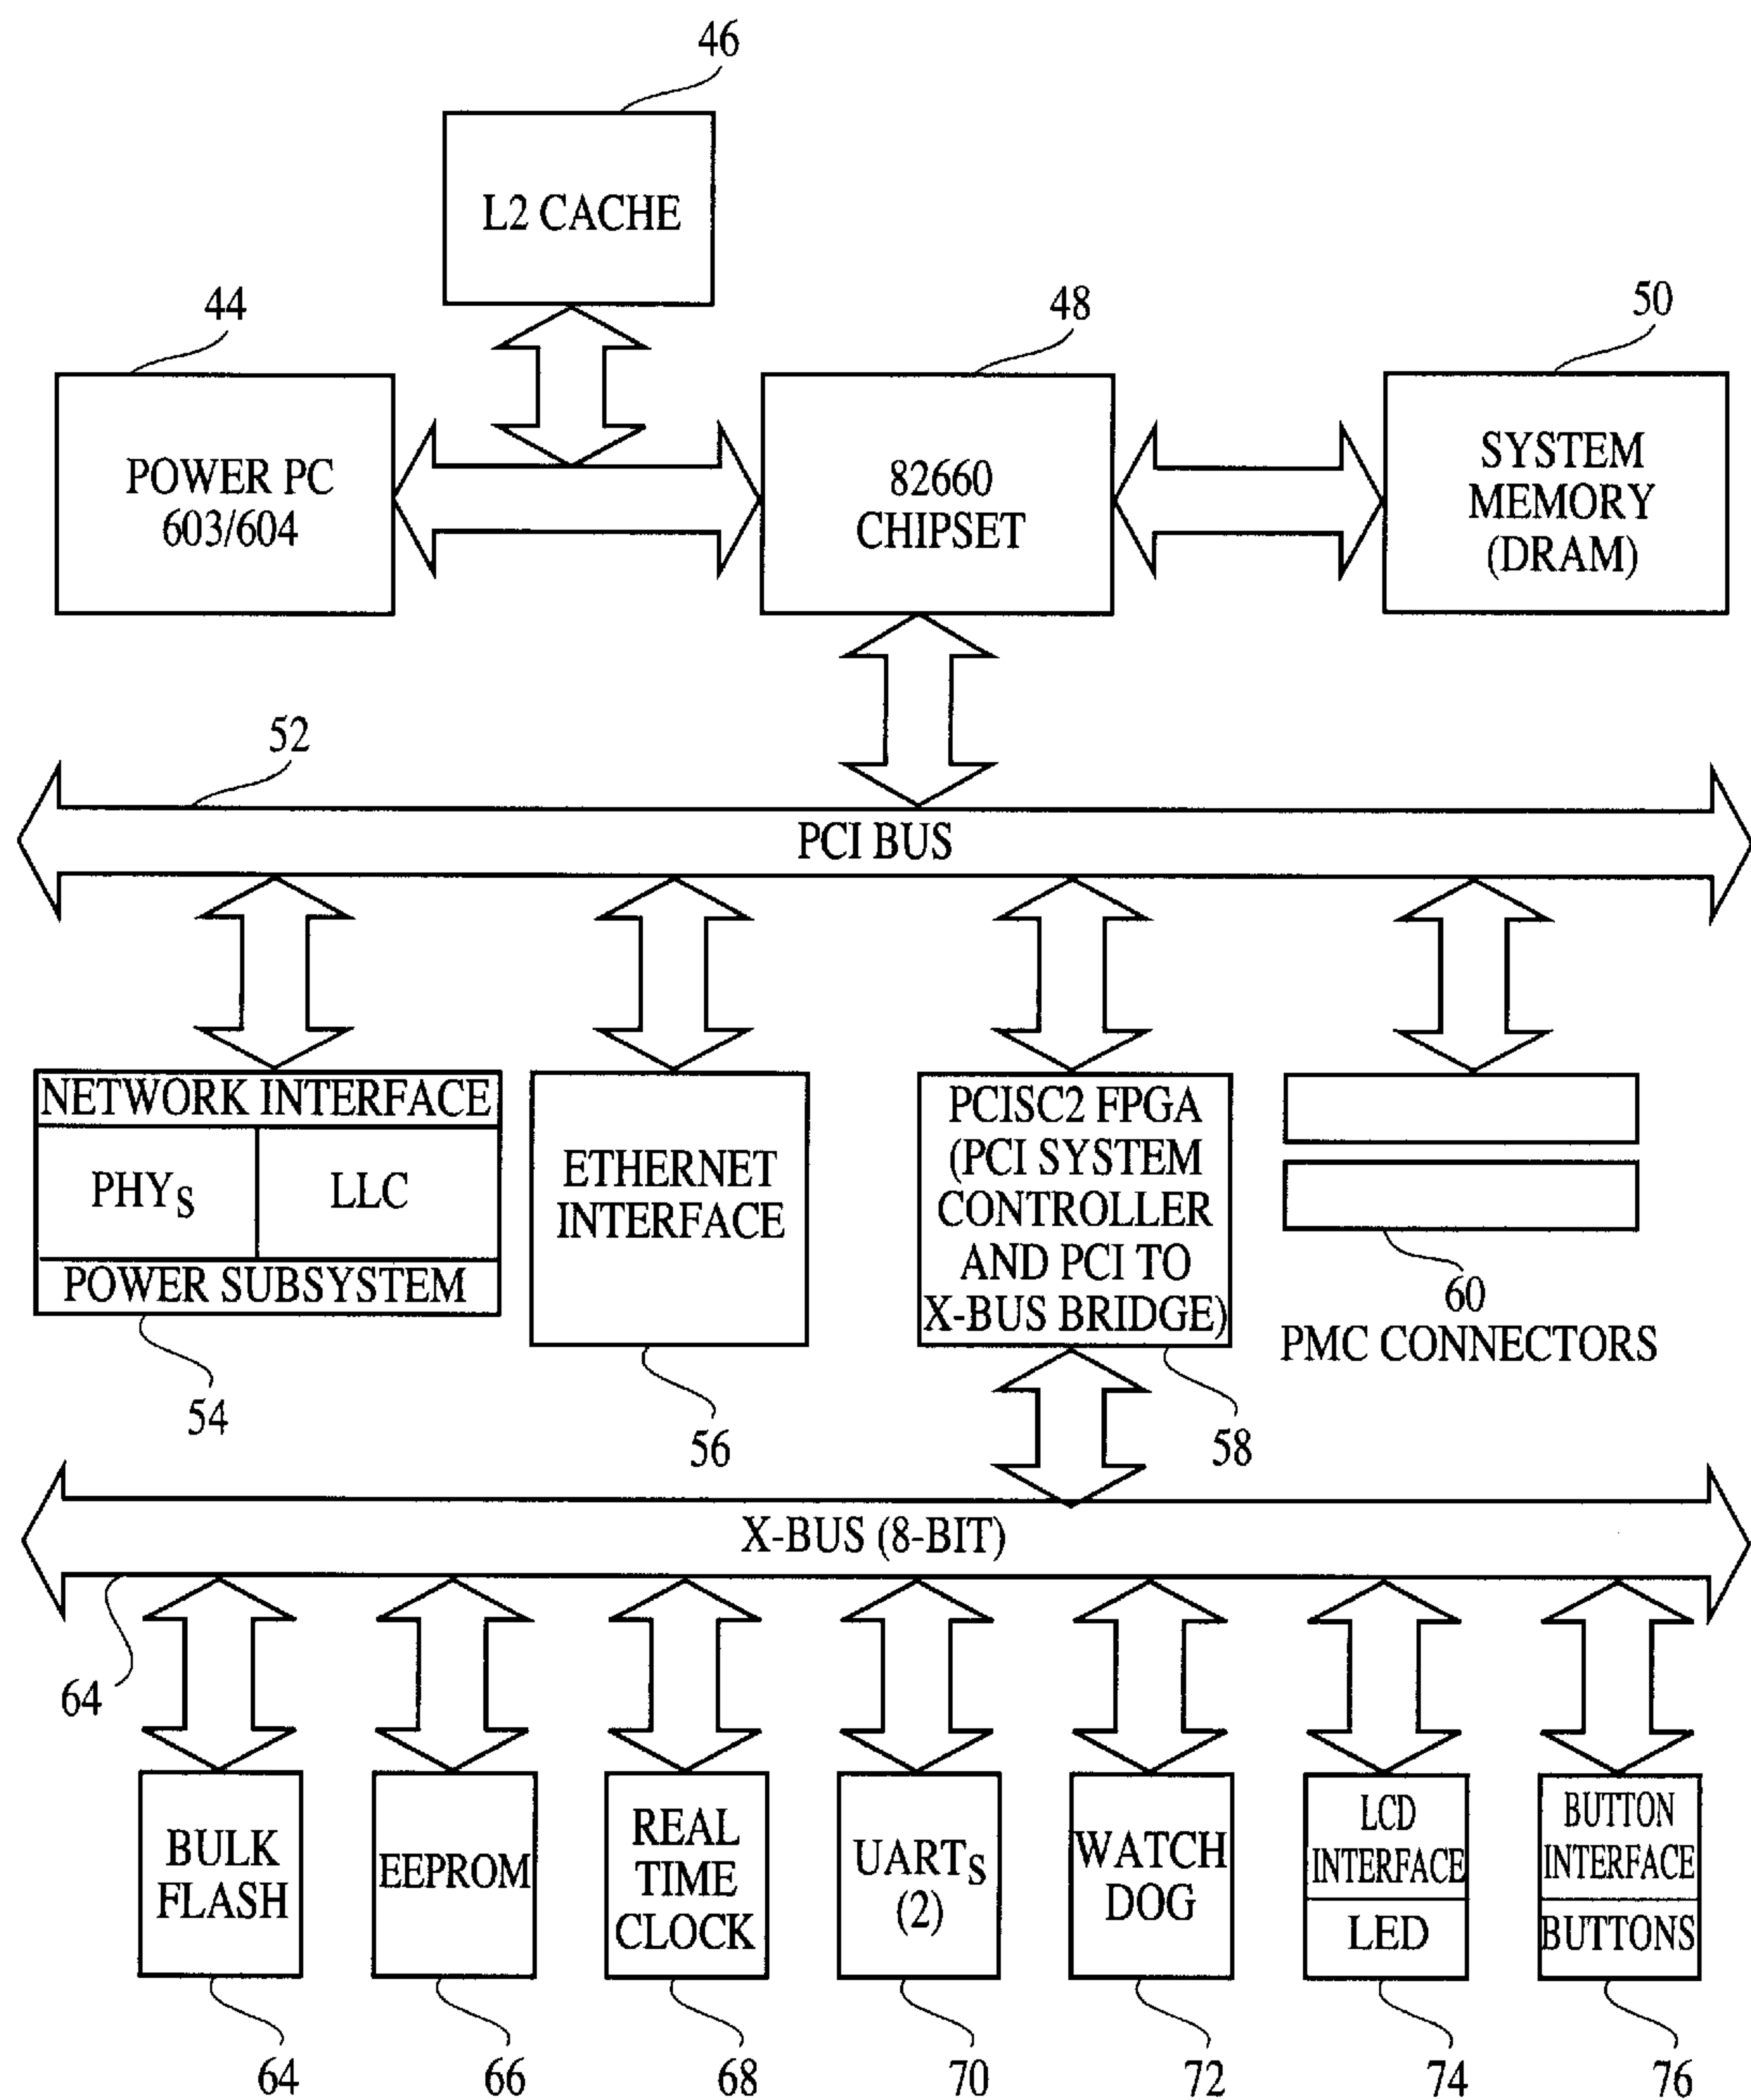 46
L2 CACHE
44
48
50
POWER PC
603/604
82660
CHIPSET
SYSTEM
MEMORY
(DRAM)
52
PCI BUS
NETWORK INTERFACE
PHYS
LLC
POWER SUBSYSTEM
54
ETHERNET
INTERFACE
56
PCISC2 FPGA
(PCI SYSTEM
CONTROLLER
AND PCI TO
X-BUS BRIDGE)
58
60
PMC CONNECTORS
X-BUS (8-BIT)
64
BULK
FLASH
EEPROM
REAL
TIME
CLOCK
UARTS
(2)
WATCH
DOG
LCD
INTERFACE
LED
BUTTON
INTERFACE
BUTTONS
64
66
68
70
72
74
76